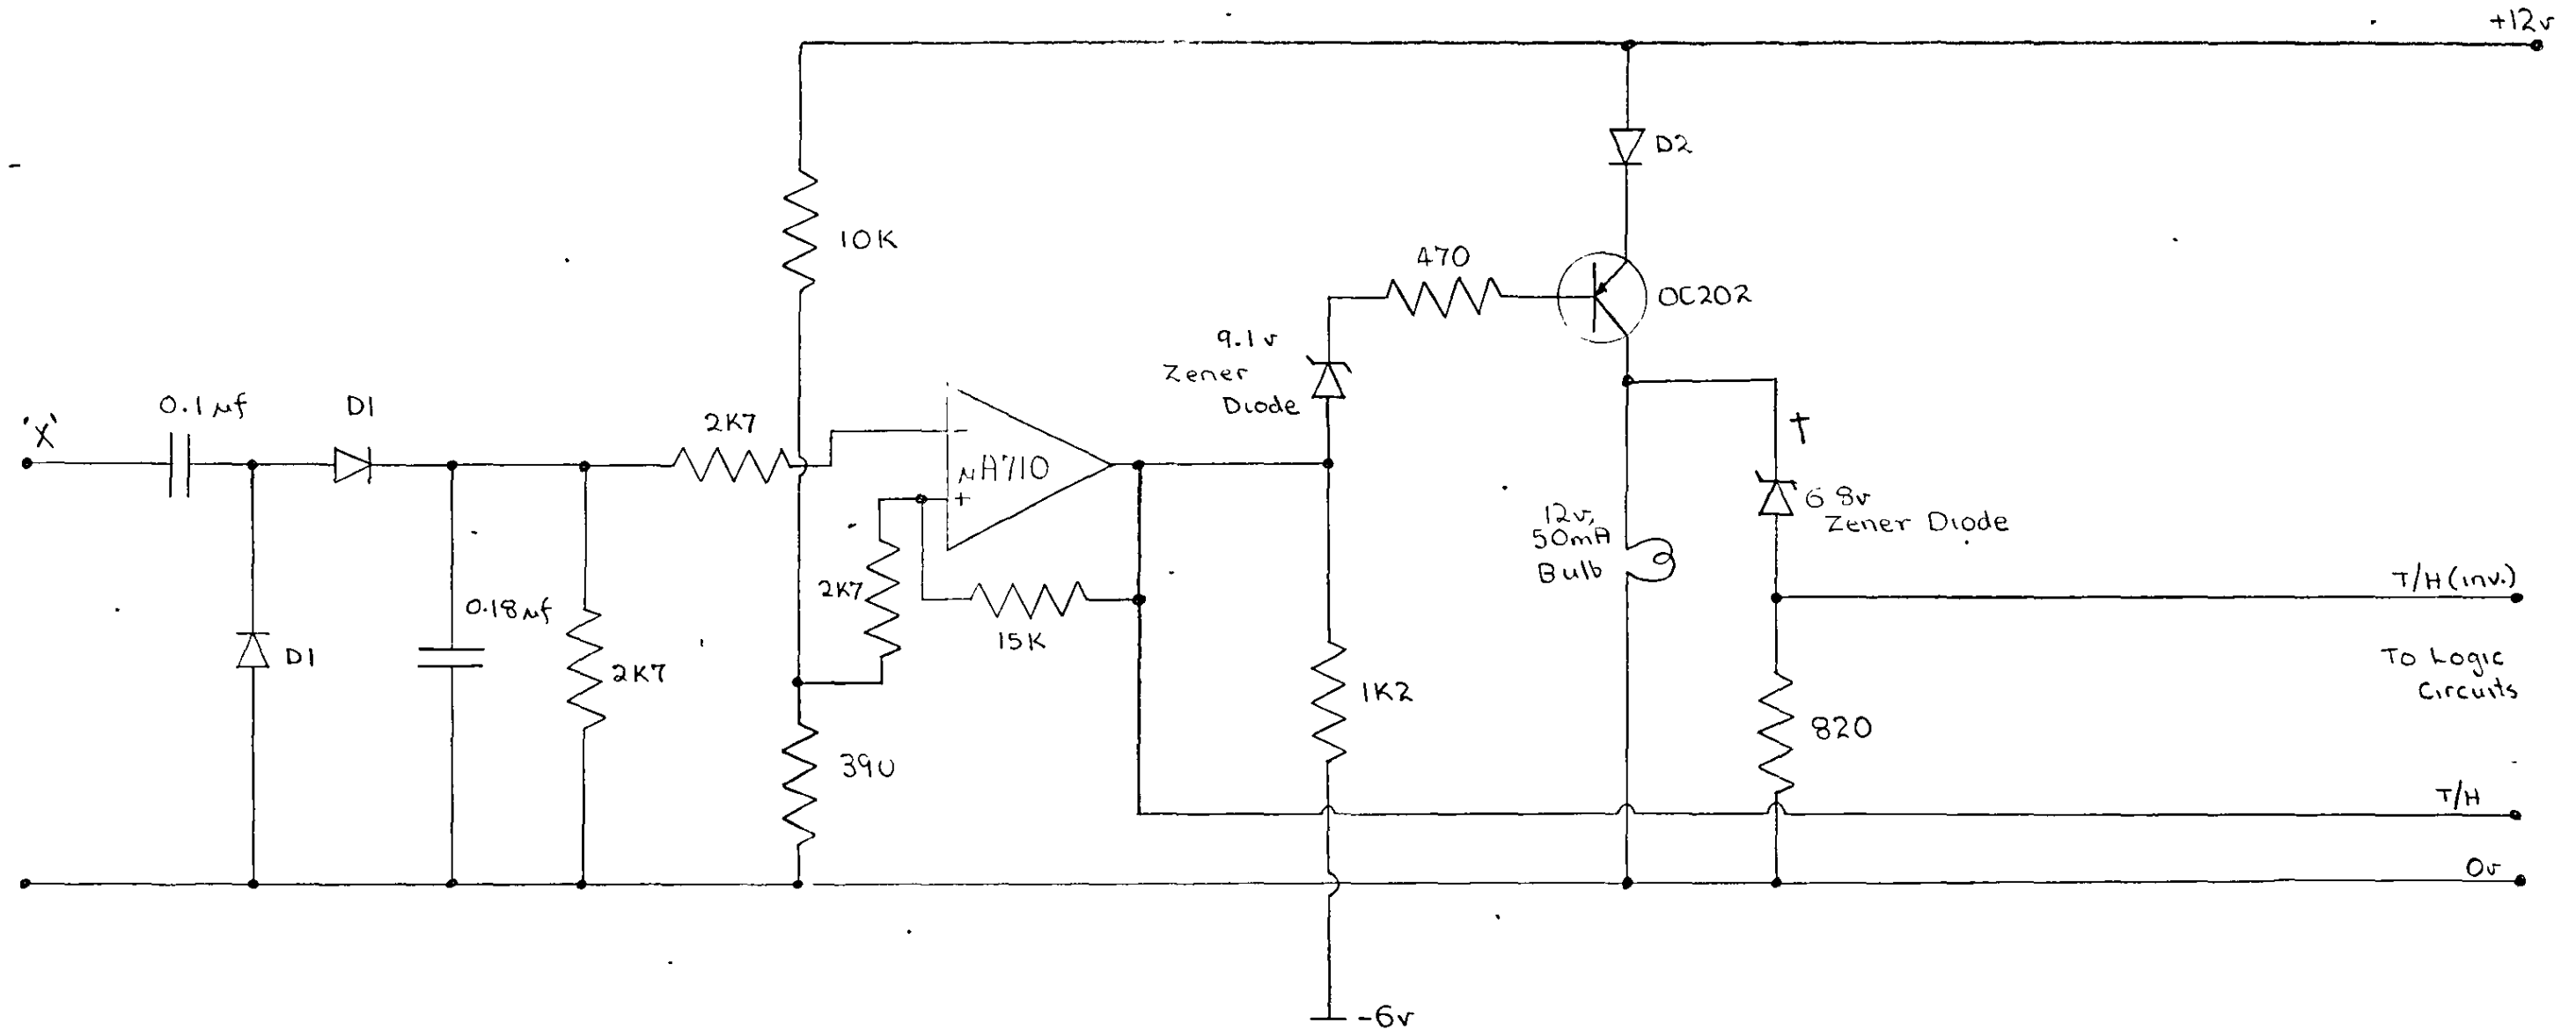 +12v
D2
10K
470
OC202
9.1v
Zener
Diode
'X'
0.1µf
D1
2K7
-
µA710
+
†
6 8v
Zener Diode
12v,
50mA
Bulb
2K7
15K
T/H (inv.)
0.18µf
D1
2K7
1K2
To Logic
Circuits
820
390
T/H
0v
-6v